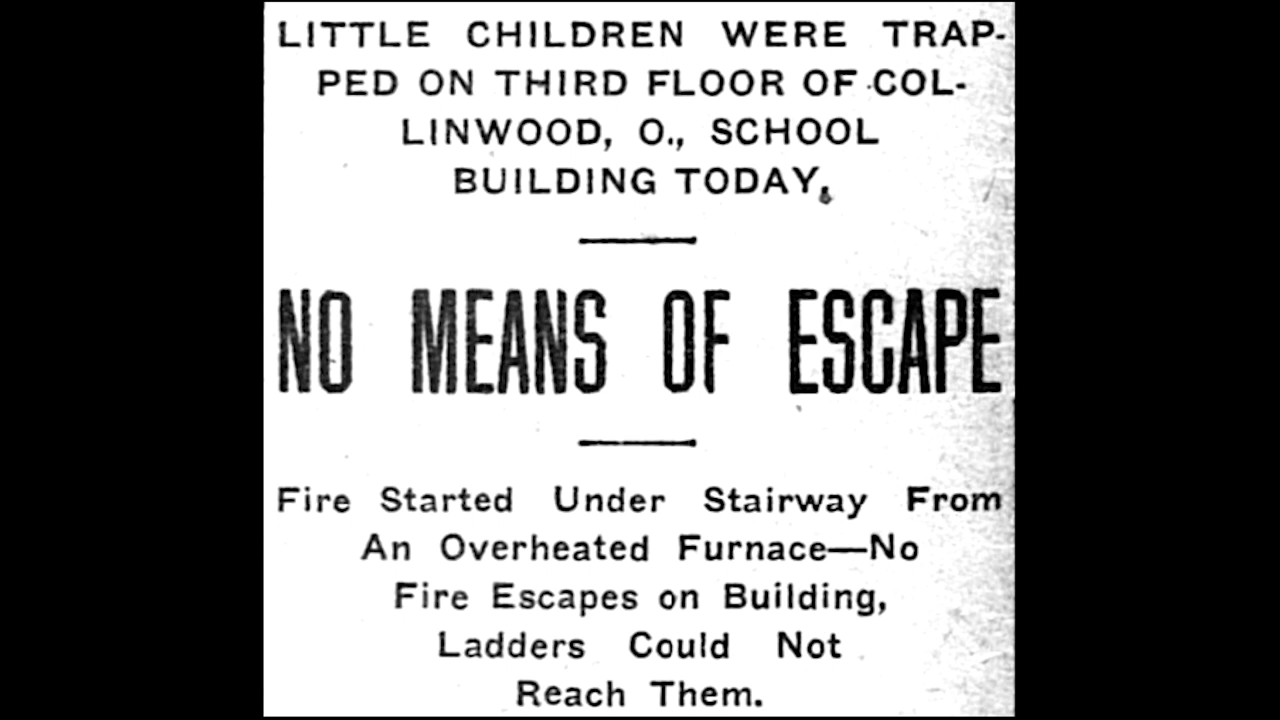 LITTLE CHILDREN WERE TRAP-
PED ON THIRD FLOOR OF COL-
LINWOOD, O., SCHOOL
BUILDING TODAY.
NO MEANS OF ESCAPE
Fire Started Under Stairway From
An Overheated Furnace—No
Fire Escapes on Building,
Ladders Could Not
Reach Them.